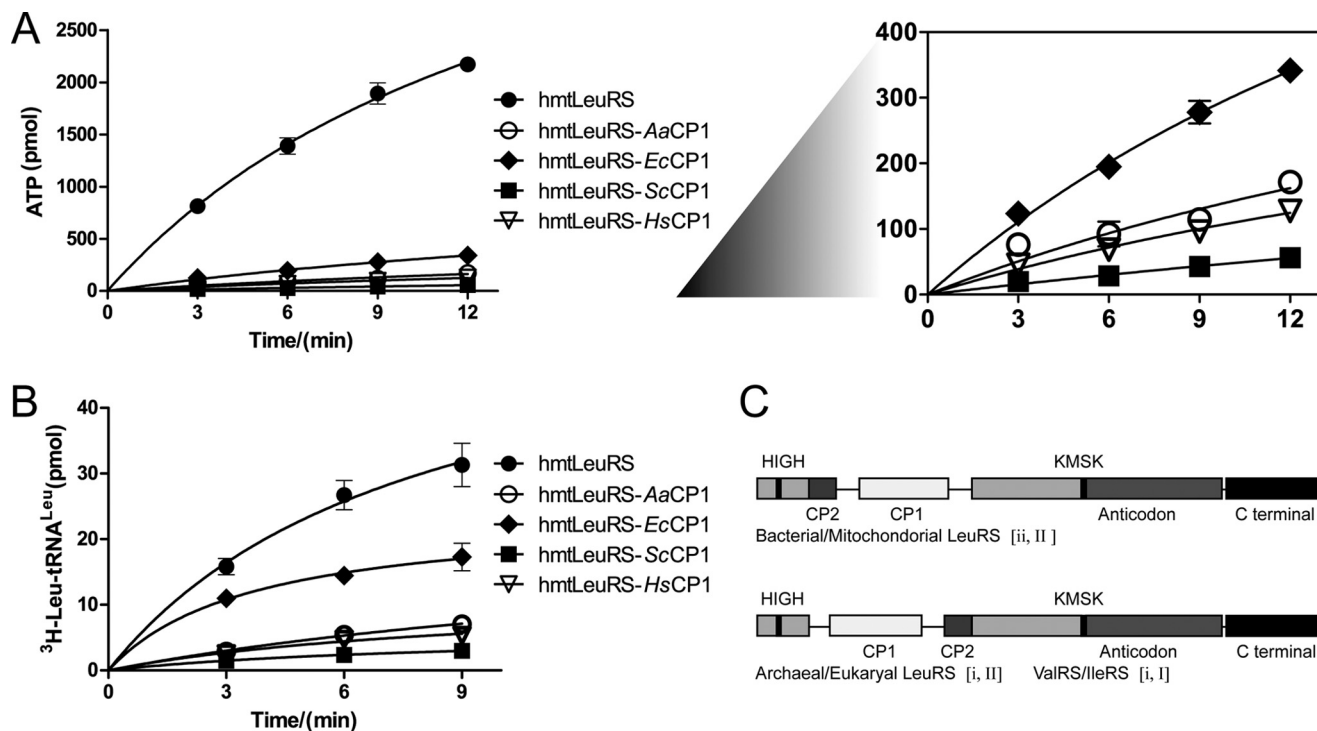 A
ATP (pmol)
2500
2000
1500
1000
500
0
0 3 6 9 12
Time/(min)
hmtLeuRS
hmtLeuRS-AaCP1
hmtLeuRS-EcCP1
hmtLeuRS-ScCP1
hmtLeuRS-HsCP1
400
300
200
100
0
0 3 6 9 12
B
³H-Leu-tRNA^Leu(pmol)
40
30
20
10
0
0 3 6 9
Time/(min)
hmtLeuRS
hmtLeuRS-AaCP1
hmtLeuRS-EcCP1
hmtLeuRS-ScCP1
hmtLeuRS-HsCP1
C
HIGH KMSK
CP2 CP1 Anticodon C terminal
Bacterial/Mitochondorial LeuRS [ii, II ]
HIGH KMSK
CP1 CP2 Anticodon C terminal
Archaeal/Eukaryal LeuRS [i, II] ValRS/IleRS [i, I]